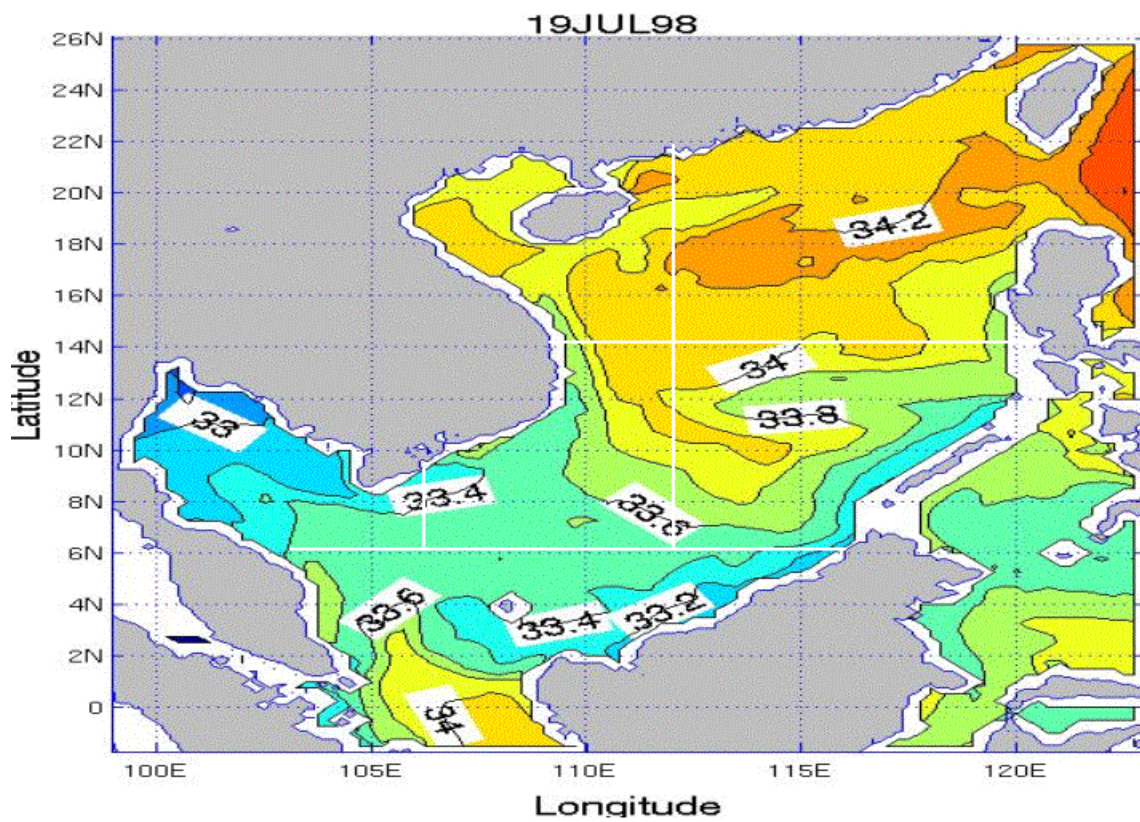 19JUL98
26N
24N
22N
20N
34.2
18N
16N
14N
34
12N
33
33.8
10N
33.4
8N
33.6
6N
4N
33.6
33.4
33.2
2N
34
0
100E 105E 110E 115E 120E
Latitude
Longitude